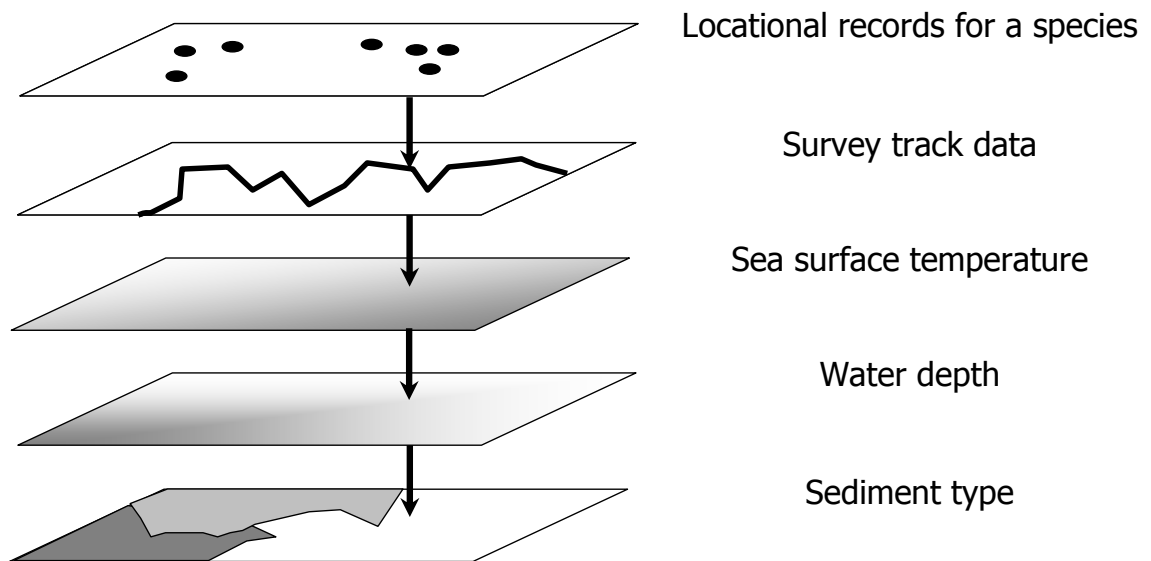 Locational records for a species
Survey track data
Sea surface temperature
Water depth
Sediment type